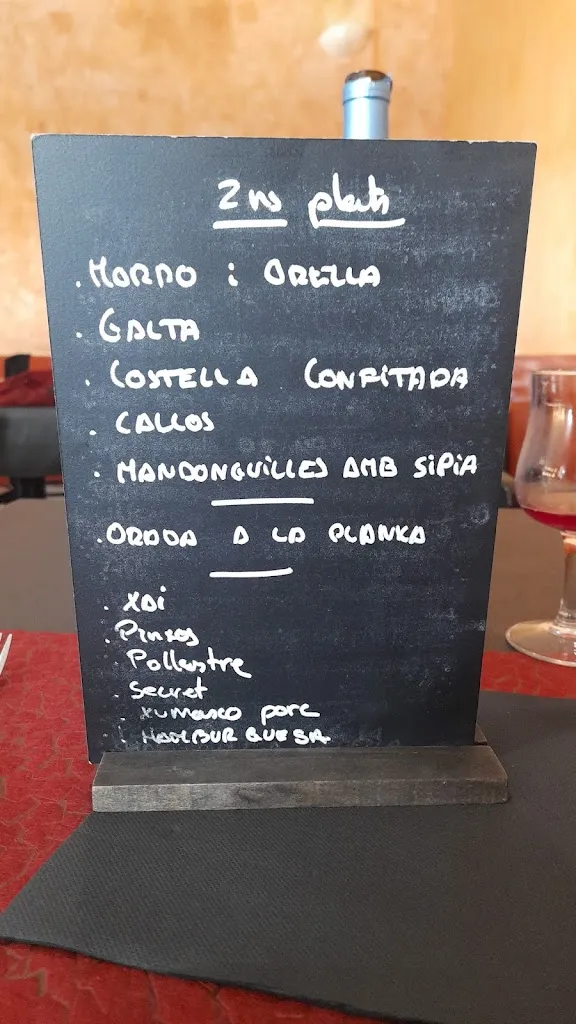 2ns plats
. MORRO i ORELLA
. GALTA
. COSTELLA CONFITADA
. CALLOS
. MANDONGUILLES AMB SIPIA
. ORADA A LA PLANXA
. XAI
. Pinxos
. Pollastre
. Secret
. XUMASCO porc
. HAMBURGUESA